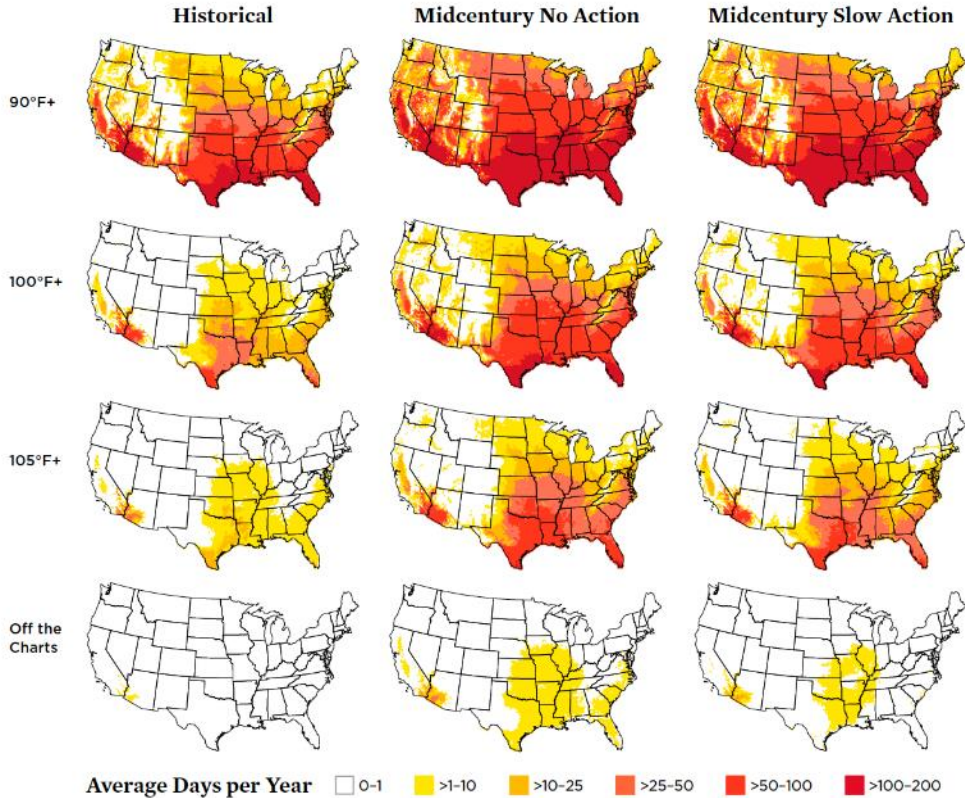 Historical Midcentury No Action Midcentury Slow Action
90°F+
100°F+
105°F+
Off the
Charts
Average Days per Year 0–1 >1–10 >10–25 >25–50 >50–100 >100–200